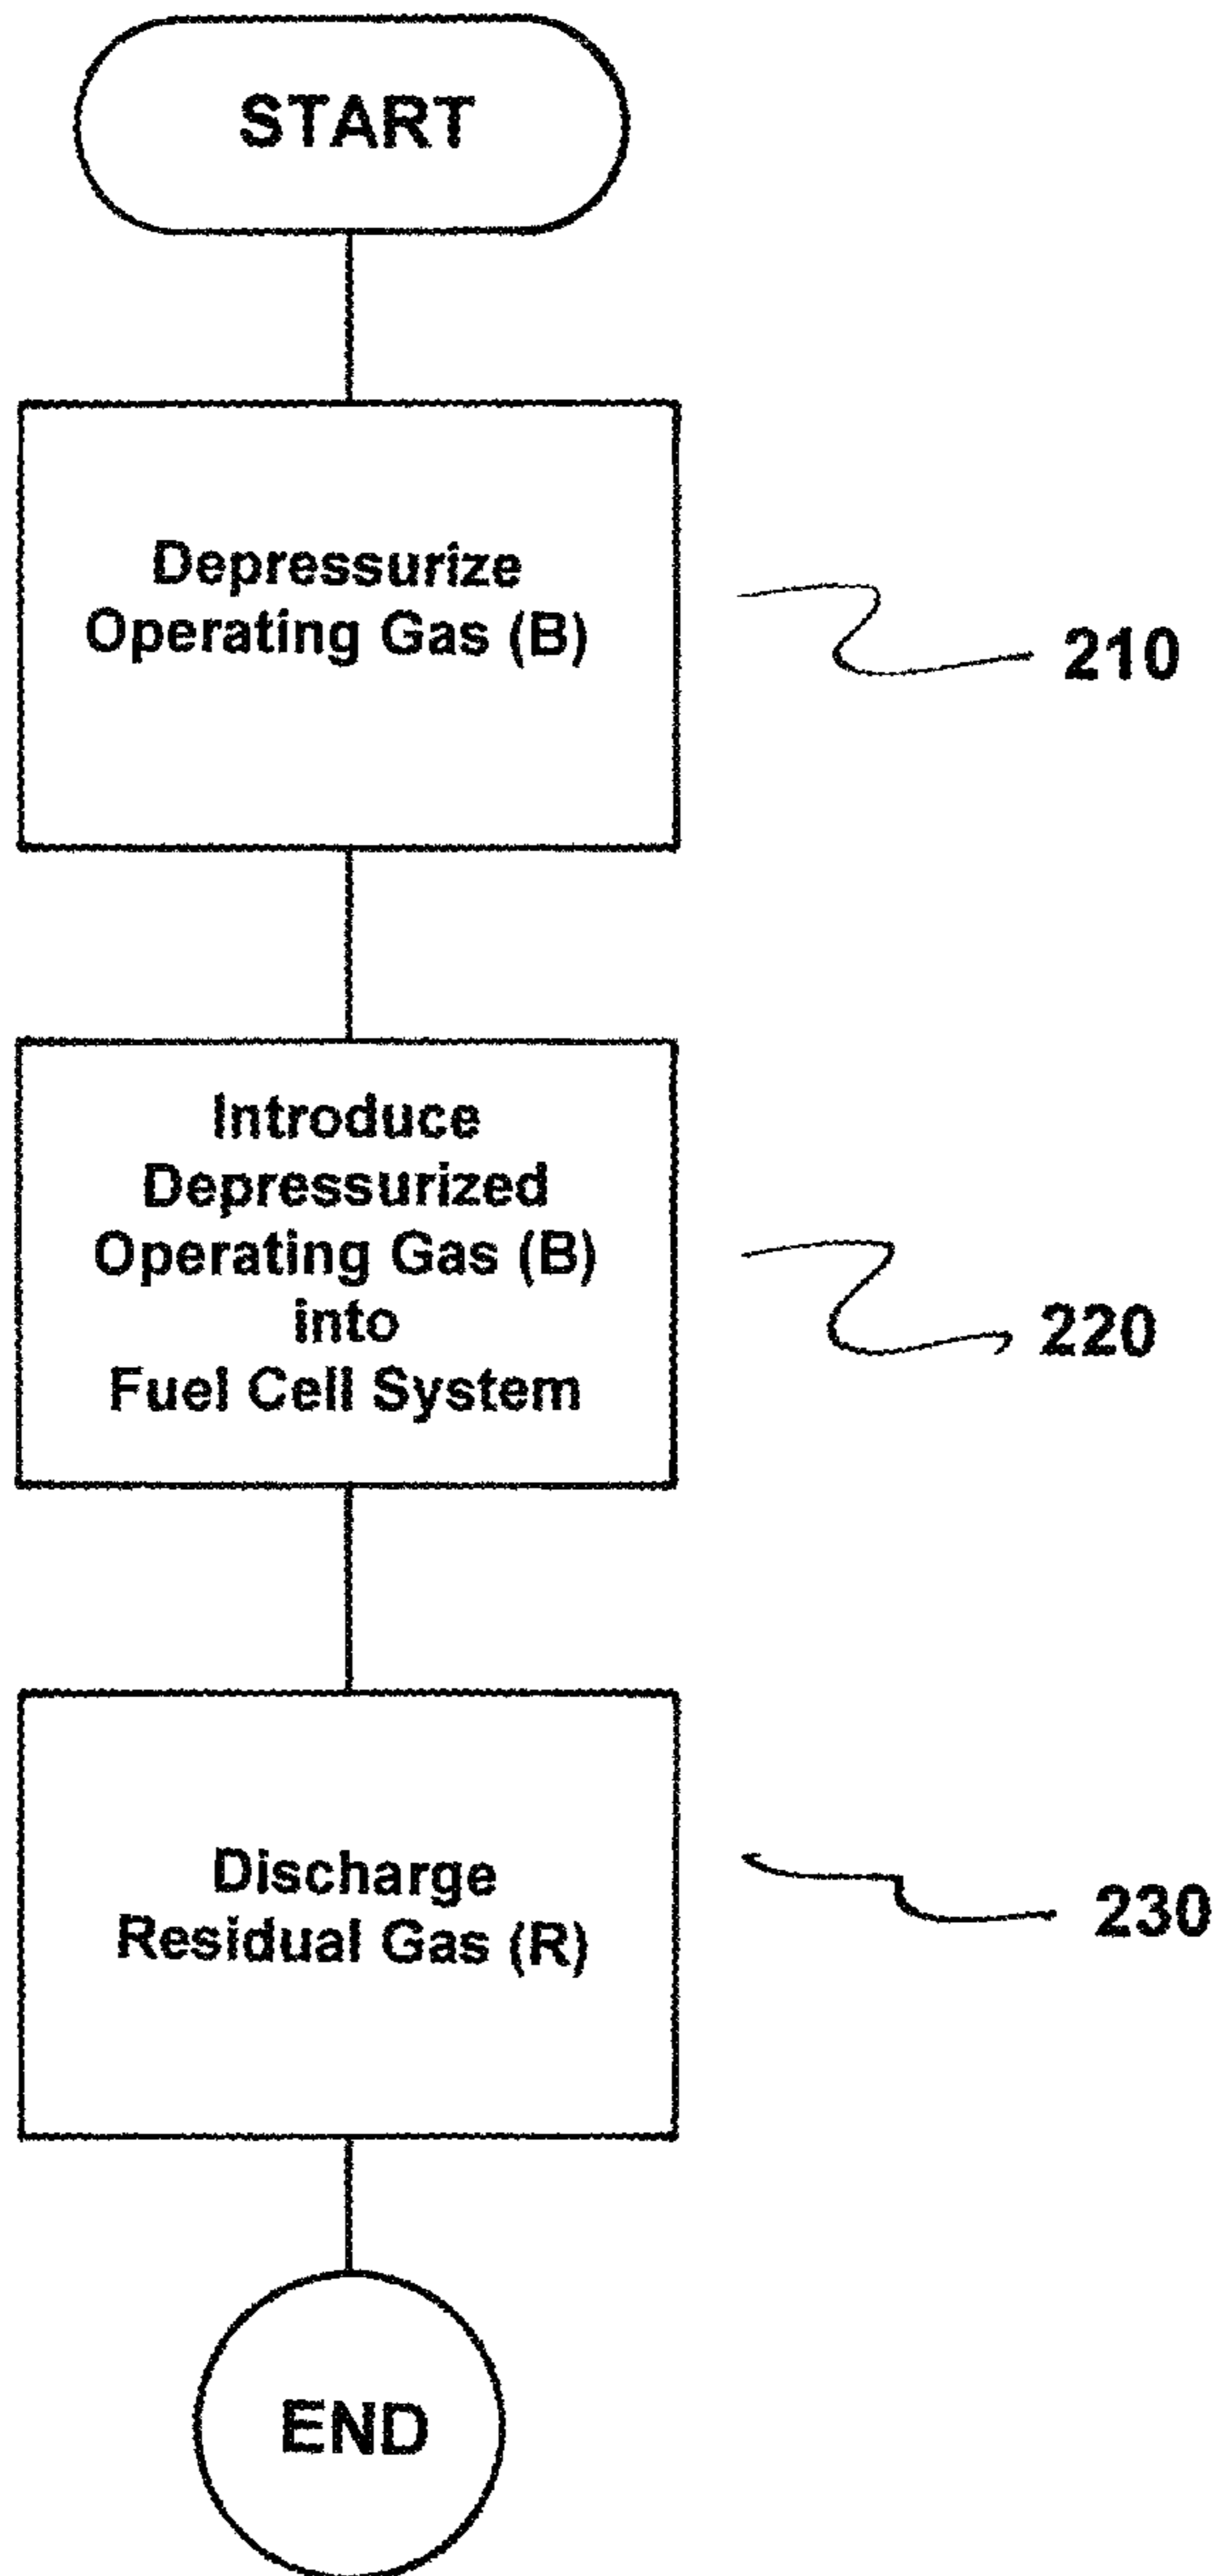 START
Depressurize
Operating Gas (B)
210
Introduce
Depressurized
Operating Gas (B)
into
Fuel Cell System
220
Discharge
Residual Gas (R)
230
END